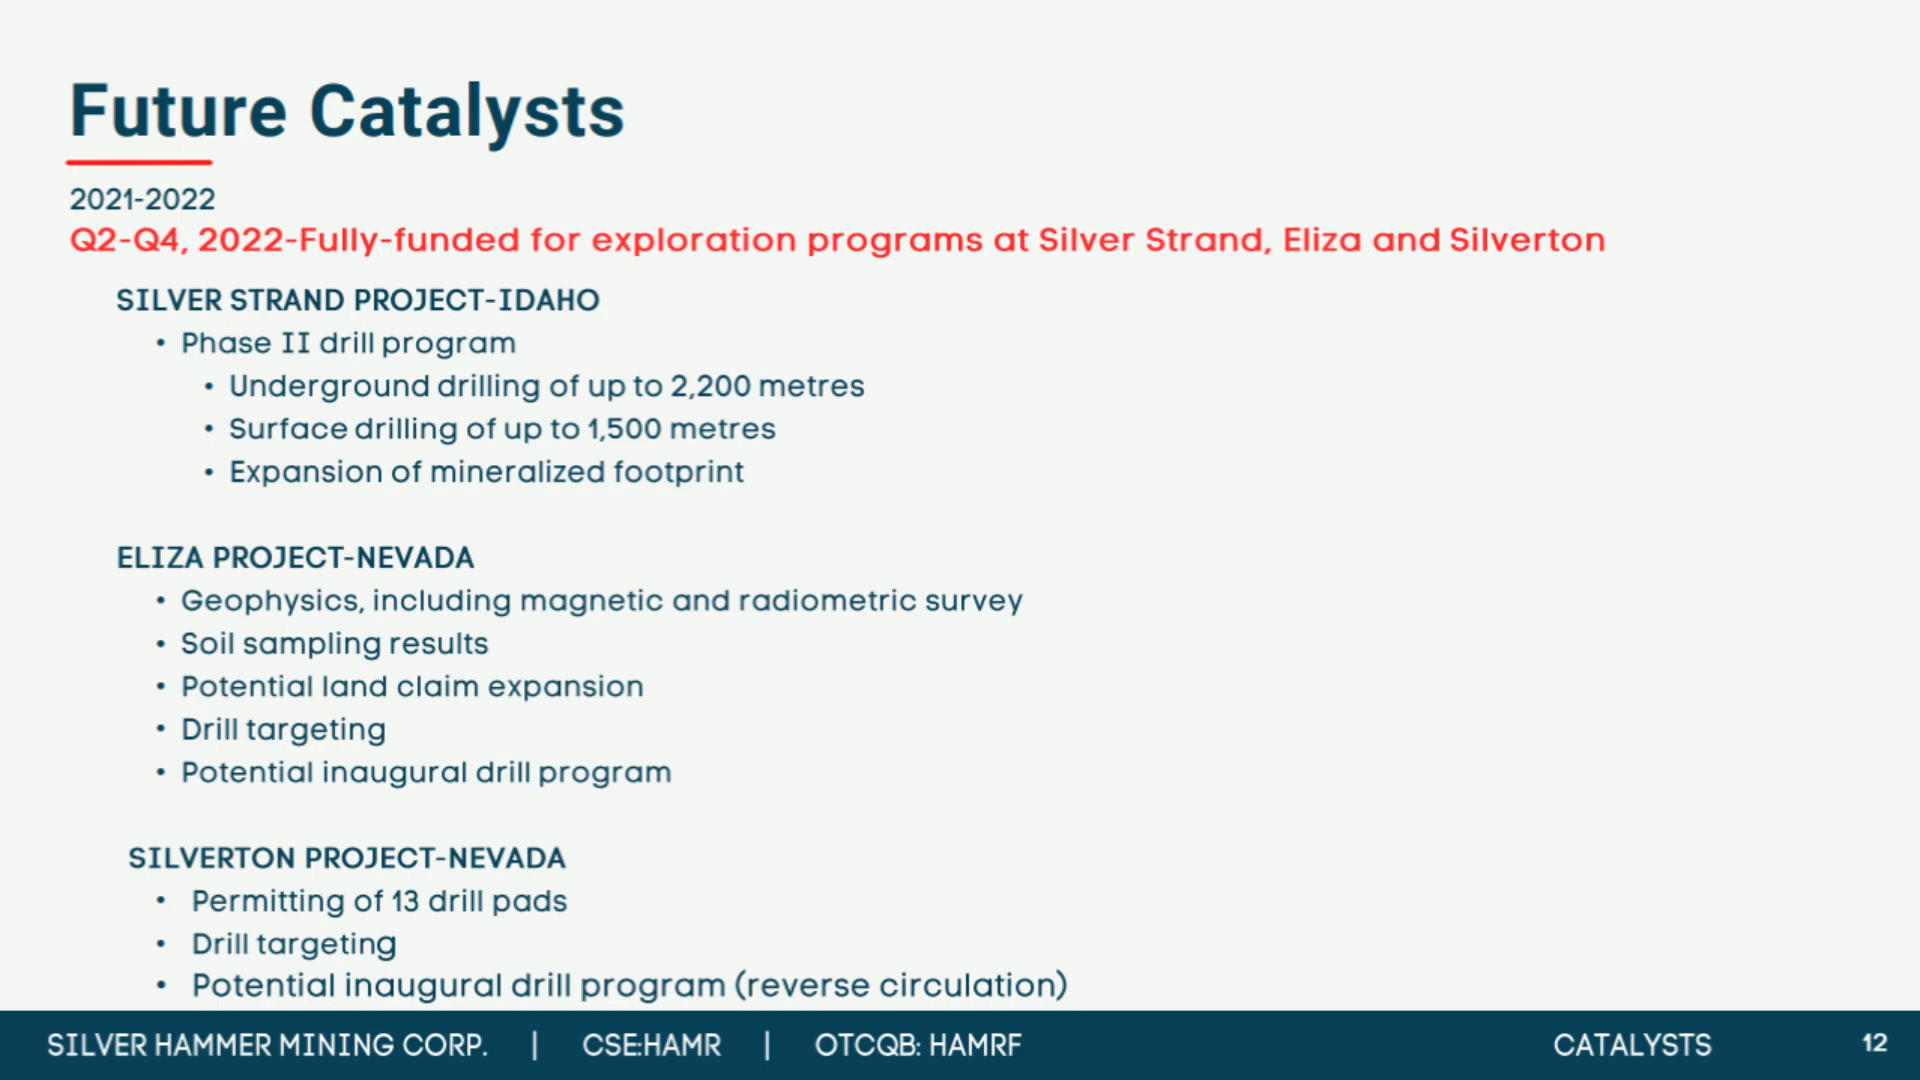 Future Catalysts
2021-2022
Q2-Q4, 2022-Fully-funded for exploration programs at Silver Strand, Eliza and Silverton
SILVER STRAND PROJECT-IDAHO
• Phase II drill program
• Underground drilling of up to 2,200 metres
• Surface drilling of up to 1,500 metres
• Expansion of mineralized footprint
ELIZA PROJECT-NEVADA
• Geophysics, including magnetic and radiometric survey
• Soil sampling results
• Potential land claim expansion
• Drill targeting
• Potential inaugural drill program
SILVERTON PROJECT-NEVADA
• Permitting of 13 drill pads
• Drill targeting
• Potential inaugural drill program (reverse circulation)
SILVER HAMMER MINING CORP. | CSE:HAMR | OTCQB: HAMRF CATALYSTS 12